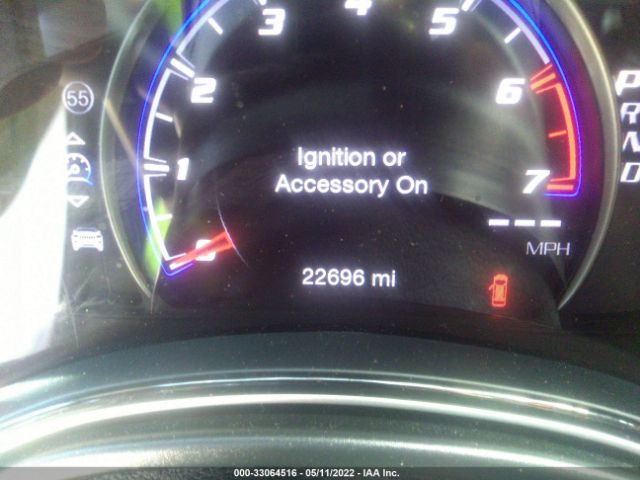 3 4 5
2 6
1 7
0
55
Ignition or
Accessory On
22696 mi
MPH
P
R
N
D
000-33064516 - 05/11/2022 - IAA Inc.